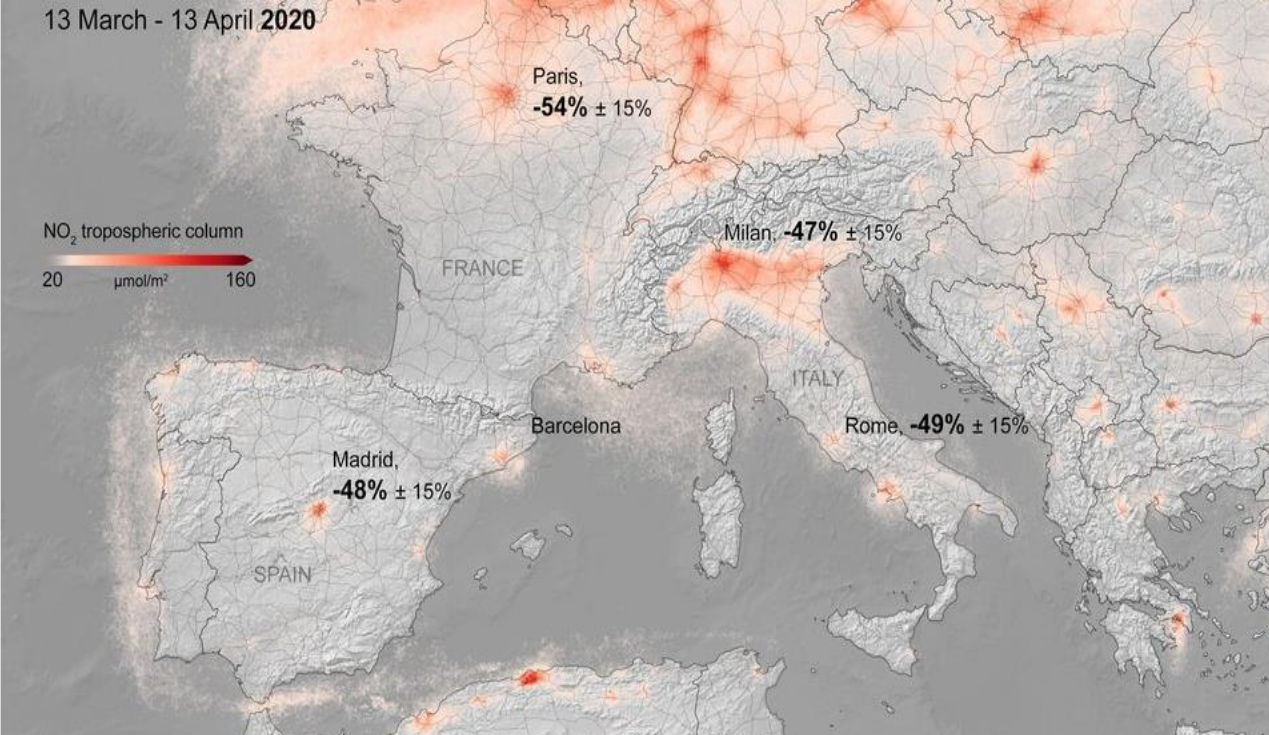 13 March - 13 April 2020
Paris,
-54% ± 15%
NO₂ tropospheric column
20 µmol/m² 160
Milan, -47% ± 15%
FRANCE
ITALY
Barcelona
Rome, -49% ± 15%
Madrid,
-48% ± 15%
SPAIN